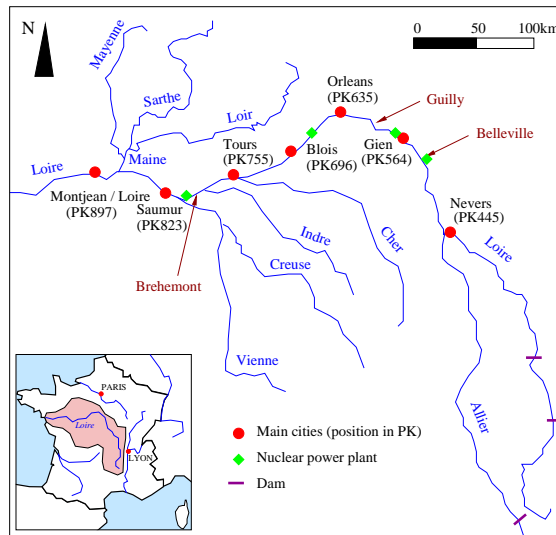 N
0
50
100km
Mayenne
Sarthe
Loir
Orleans
(PK635)
Guilly
Belleville
Tours
(PK755)
Blois
(PK696)
Gien
(PK564)
Loire
Maine
Montjean / Loire
(PK897)
Saumur
(PK823)
Nevers
(PK445)
Loire
Brehemont
Indre
Creuse
Cher
Vienne
Allier
PARIS
Loire
LYON
Main cities (position in PK)
Nuclear power plant
Dam